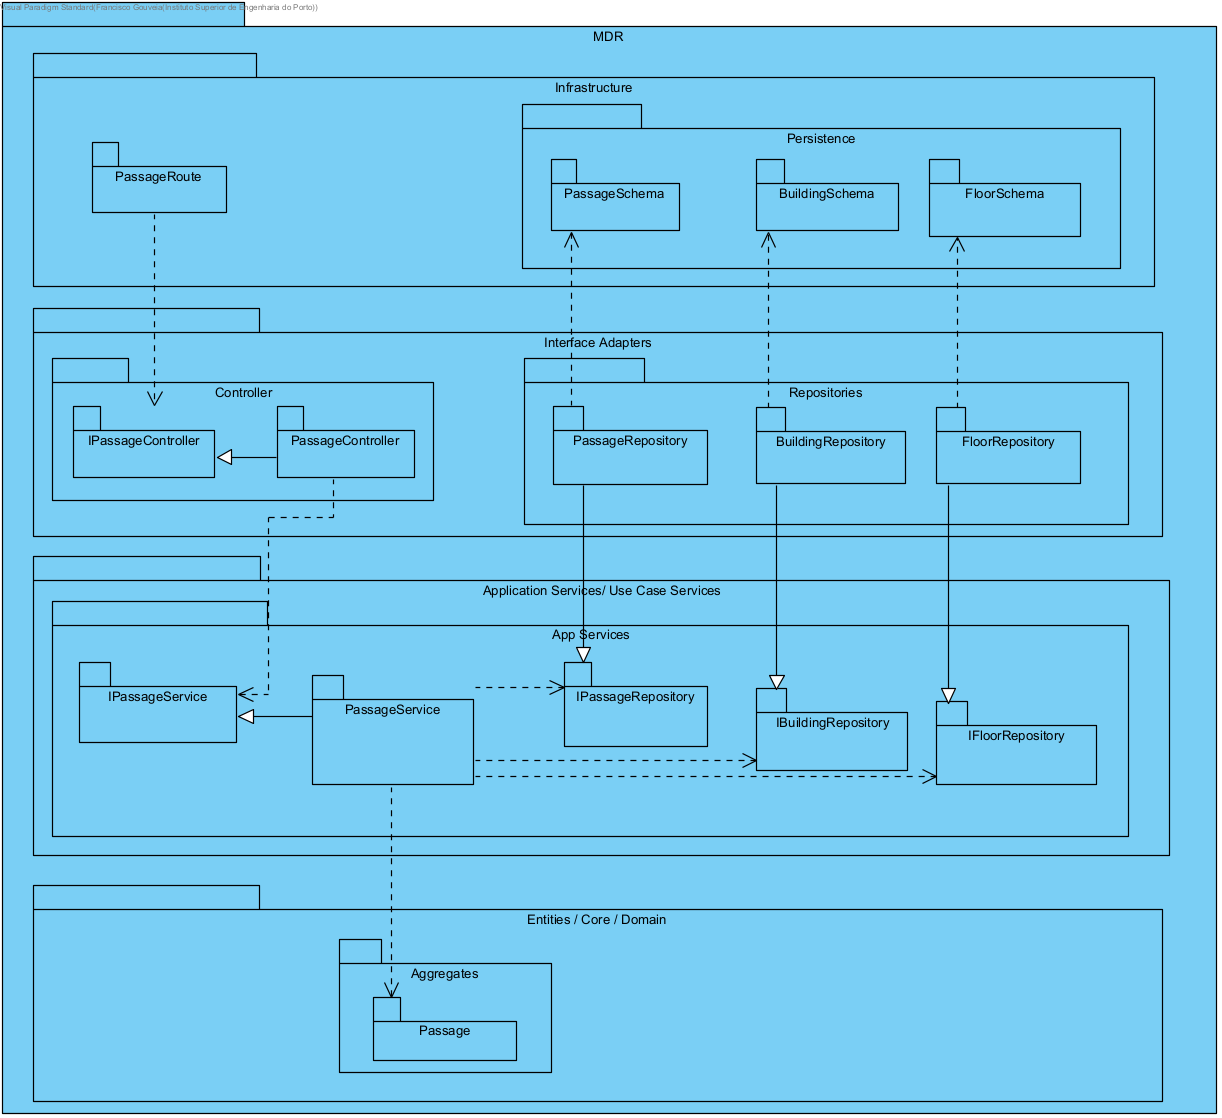 Visual Paradigm Standard(Francisco Gouveia(Instituto Superior de Engenharia do Porto))
MDR
Infrastructure
Persistence
PassageRoute
PassageSchema
BuildingSchema
FloorSchema
Interface Adapters
Controller
Repositories
IPassageController
PassageController
PassageRepository
BuildingRepository
FloorRepository
Application Services/ Use Case Services
App Services
IPassageService
PassageService
IPassageRepository
IBuildingRepository
IFloorRepository
Entities / Core / Domain
Aggregates
Passage